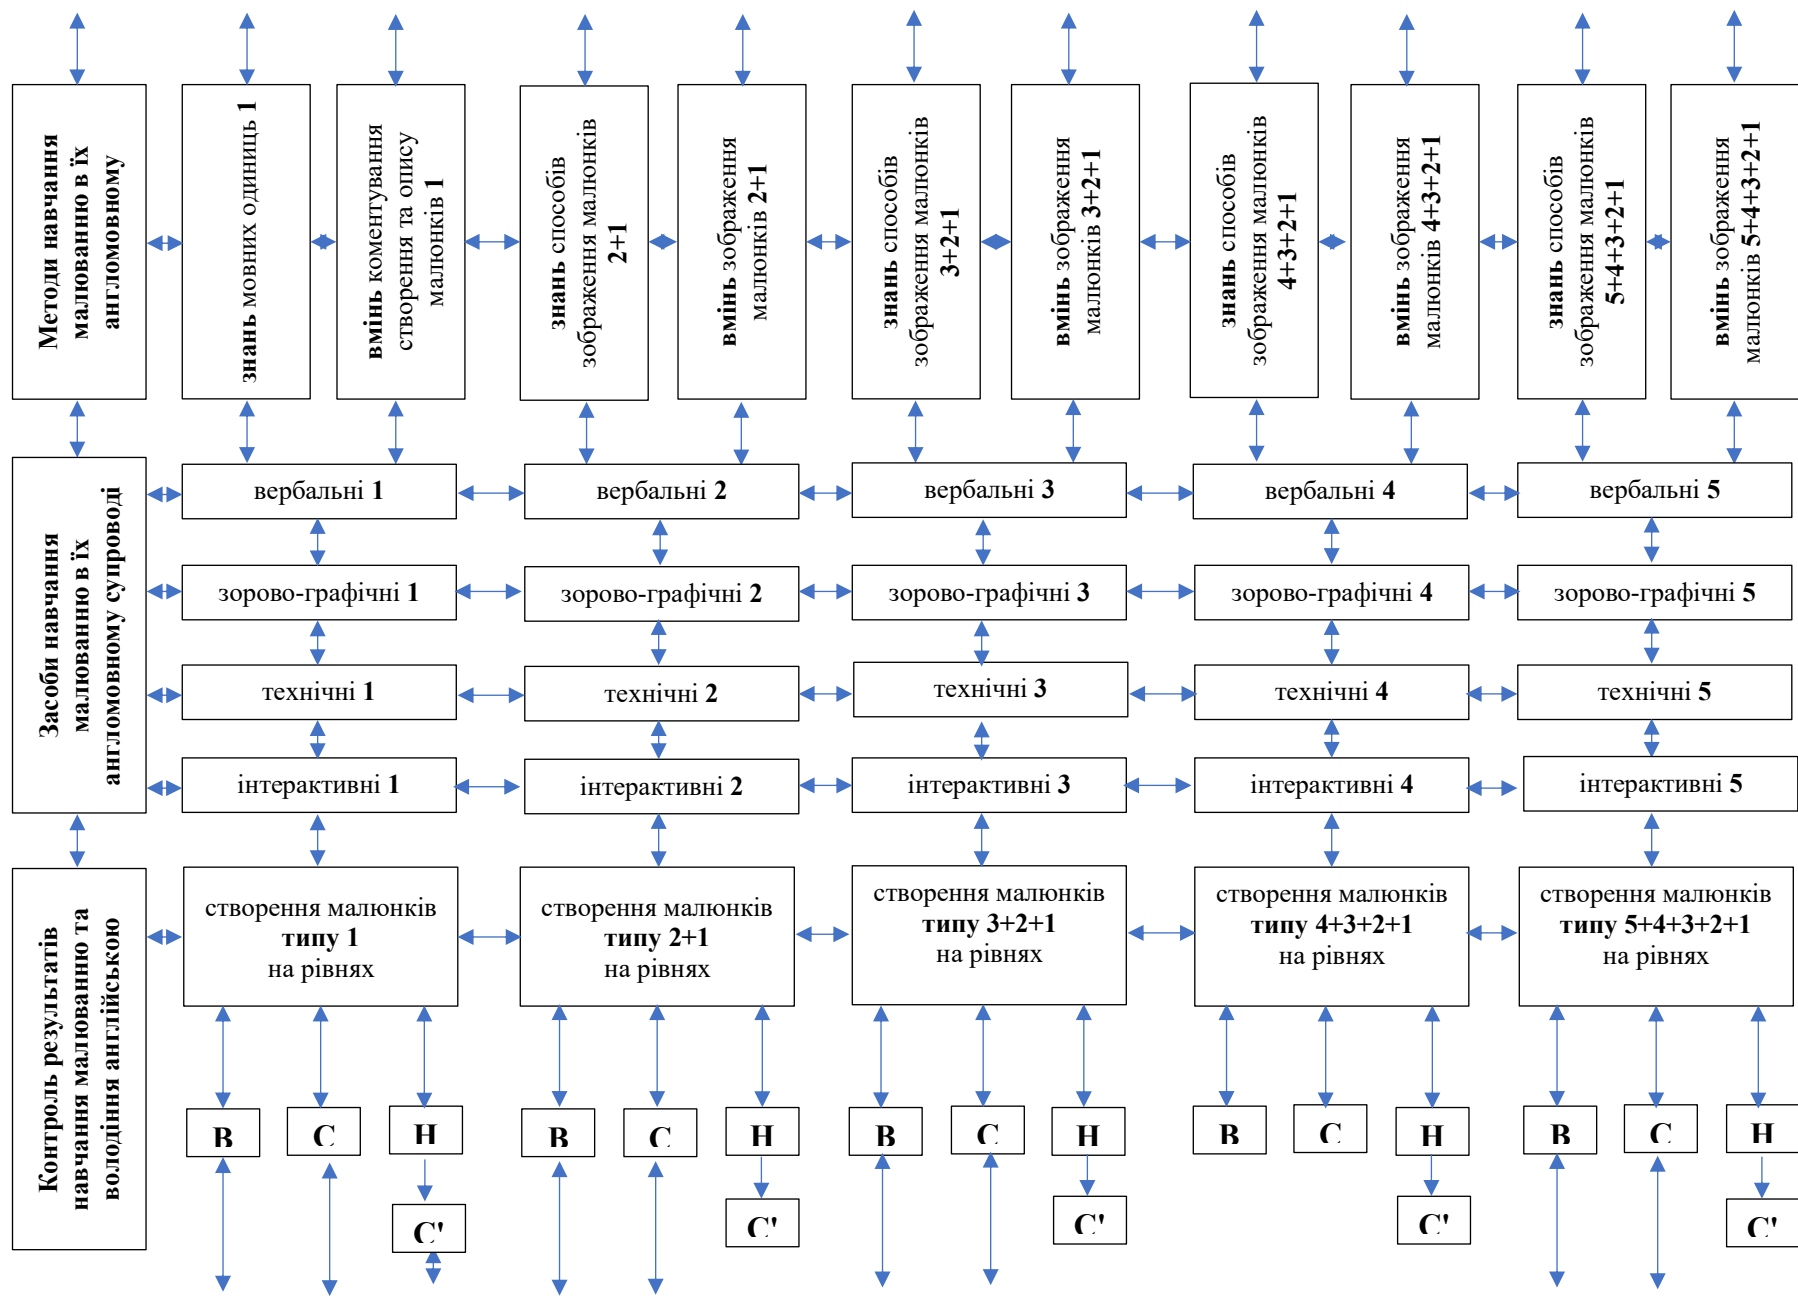 Методи навчання
малюванню в їх
англомовному
знань мовних одиниць 1
вмінь коментування
створення та опису
малюнків 1
знань способів
зображення малюнків
2+1
вмінь зображення
малюнків 2+1
знань способів
зображення малюнків
3+2+1
вмінь зображення
малюнків 3+2+1
знань способів
зображення малюнків
4+3+2+1
вмінь зображення
малюнків 4+3+2+1
знань способів
зображення малюнків
5+4+3+2+1
вмінь зображення
малюнків 5+4+3+2+1
Засоби навчання
малюванню в їх
англомовному супроводі
вербальні 1
вербальні 2
вербальні 3
вербальні 4
вербальні 5
зорово-графічні 1
зорово-графічні 2
зорово-графічні 3
зорово-графічні 4
зорово-графічні 5
технічні 1
технічні 2
технічні 3
технічні 4
технічні 5
інтерактивні 1
інтерактивні 2
інтерактивні 3
інтерактивні 4
інтерактивні 5
Контроль результатів
навчання малюванню та
володіння англійською
створення малюнків
типу 1
на рівнях
створення малюнків
типу 2+1
на рівнях
створення малюнків
типу 3+2+1
на рівнях
створення малюнків
типу 4+3+2+1
на рівнях
створення малюнків
типу 5+4+3+2+1
на рівнях
В
С
Н
В
С
Н
В
С
Н
В
С
Н
В
С
Н
С'
С'
С'
С'
С'